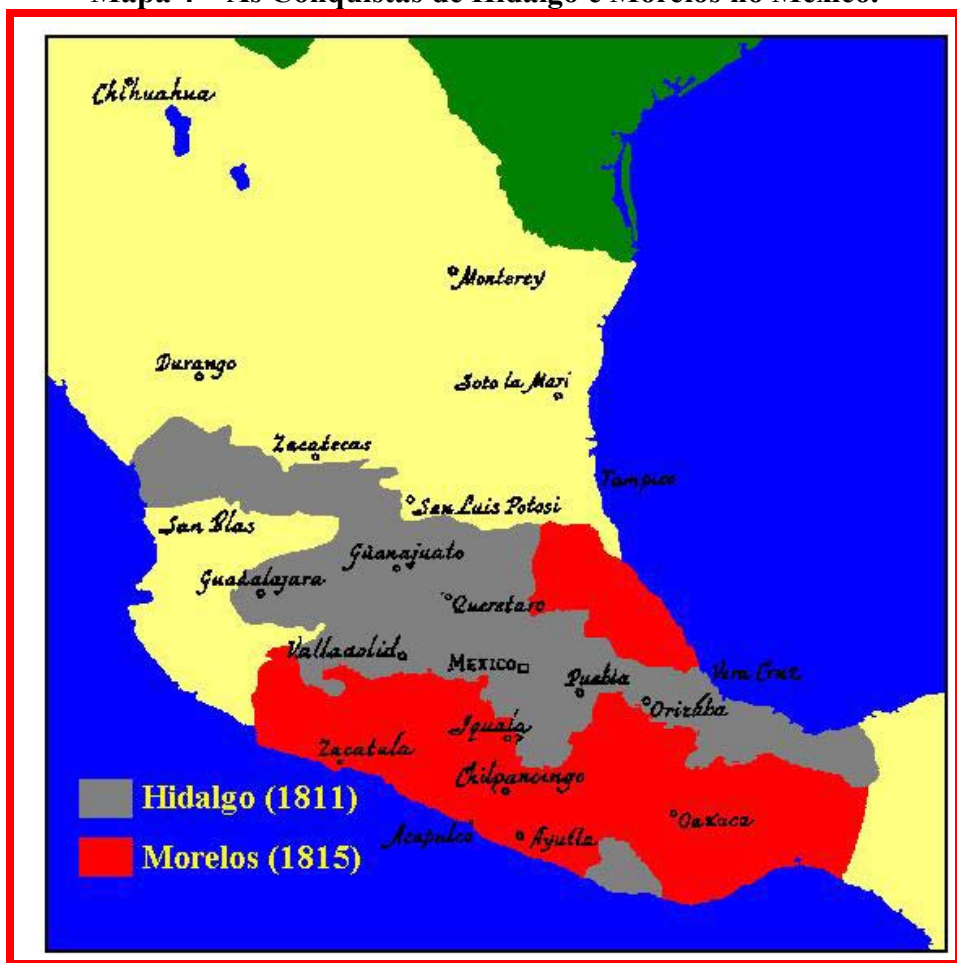 Mapa 4 – As Conquistas de Hidalgo e Morelos no México.
Chihuahua
Monterey
Durango
Soto la Mari
Zacatecas
Tampico
San Luis Potosi
San Blas
Guanajuato
Guadalajara
Queretaro
Valladolid
MEXICO
Puebla
Vera Cruz
Orizaba
Iguala
Zacatula
Chilpancingo
Hidalgo (1811)
Acapulco
Ayutla
Oaxaca
Morelos (1815)